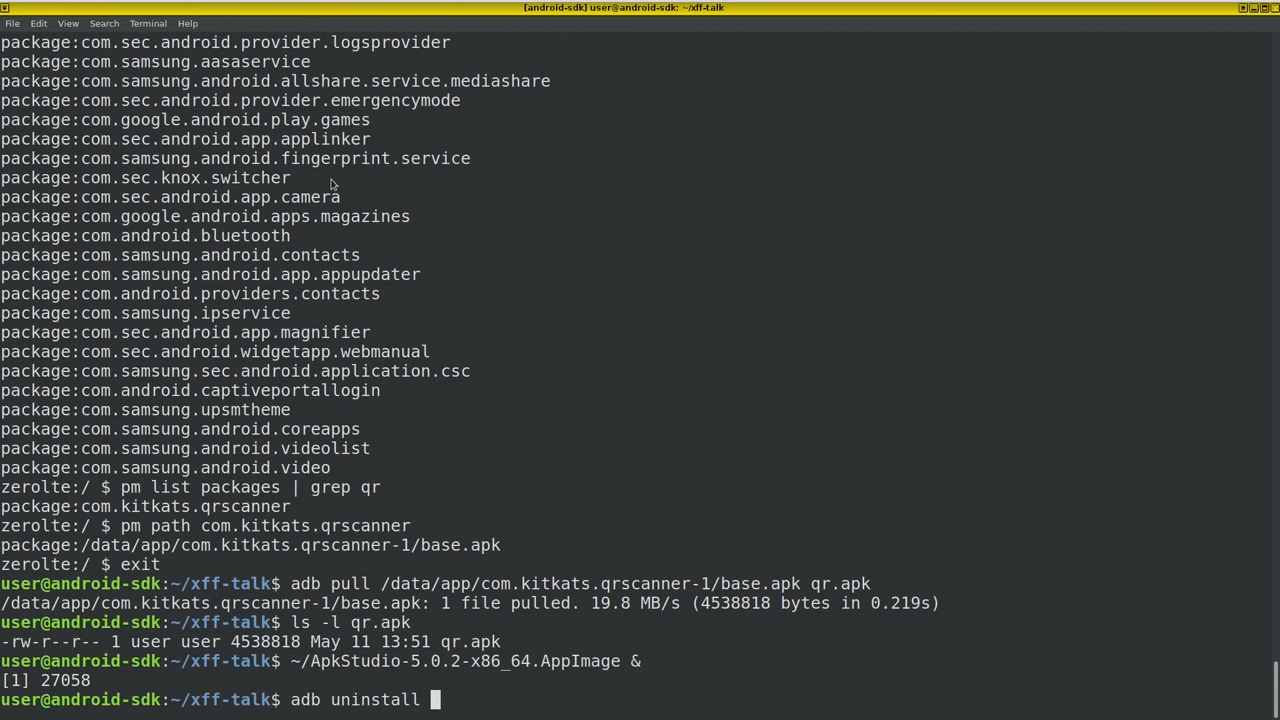 [android-sdk] user@android-sdk: ~/xff-talk
File Edit View Search Terminal Help
package:com.sec.android.provider.logsprovider
package:com.samsung.aasaservice
package:com.samsung.android.allshare.service.mediashare
package:com.sec.android.provider.emergencymode
package:com.google.android.play.games
package:com.sec.android.app.applinker
package:com.samsung.android.fingerprint.service
package:com.sec.knox.switcher
package:com.sec.android.app.camera
package:com.google.android.apps.magazines
package:com.android.bluetooth
package:com.samsung.android.contacts
package:com.samsung.android.app.appupdater
package:com.android.providers.contacts
package:com.samsung.ipservice
package:com.sec.android.app.magnifier
package:com.sec.android.widgetapp.webmanual
package:com.samsung.sec.android.application.csc
package:com.android.captiveportallogin
package:com.samsung.upsmtheme
package:com.samsung.android.coreapps
package:com.samsung.android.videolist
package:com.samsung.android.video
zerolte:/ $ pm list packages | grep qr
package:com.kitkats.qrscanner
zerolte:/ $ pm path com.kitkats.qrscanner
package:/data/app/com.kitkats.qrscanner-1/base.apk
zerolte:/ $ exit
user@android-sdk:~/xff-talk$ adb pull /data/app/com.kitkats.qrscanner-1/base.apk qr.apk
/data/app/com.kitkats.qrscanner-1/base.apk: 1 file pulled. 19.8 MB/s (4538818 bytes in 0.219s)
user@android-sdk:~/xff-talk$ ls -l qr.apk
-rw-r--r-- 1 user user 4538818 May 11 13:51 qr.apk
user@android-sdk:~/xff-talk$ ~/ApkStudio-5.0.2-x86_64.AppImage &
[1] 27058
user@android-sdk:~/xff-talk$ adb uninstall